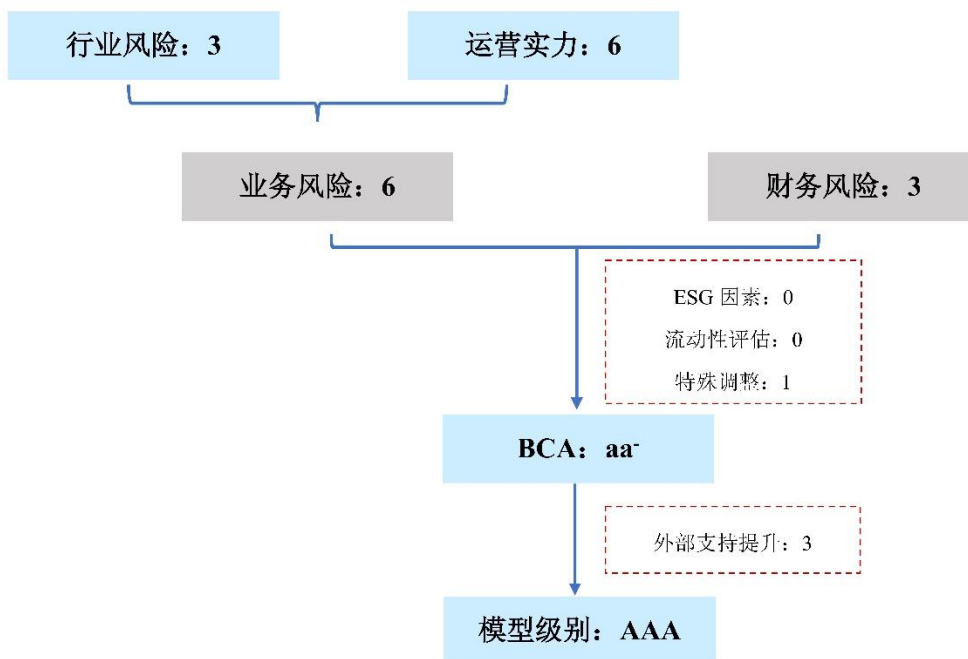 行业风险：3
运营实力：6
业务风险：6
财务风险：3
ESG 因素：0
流动性评估：0
特殊调整：1
BCA：aa-
外部支持提升：3
模型级别：AAA